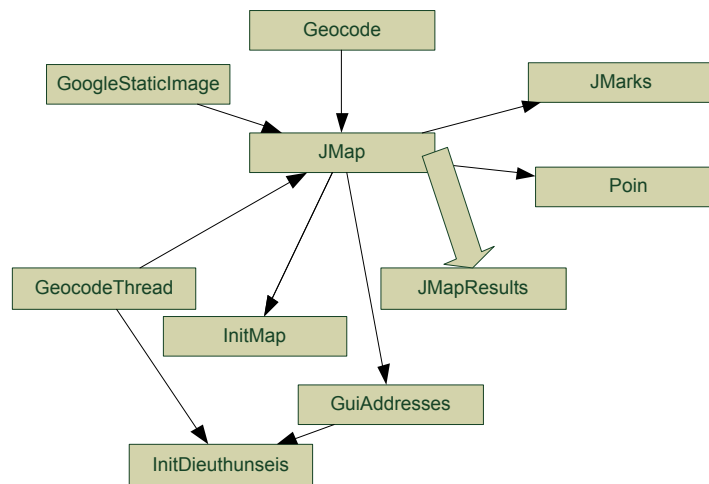 Geocode
GoogleStaticImage
JMarks
JMap
Poin
GeocodeThread
JMapResults
InitMap
GuiAddresses
InitDieuthunseis